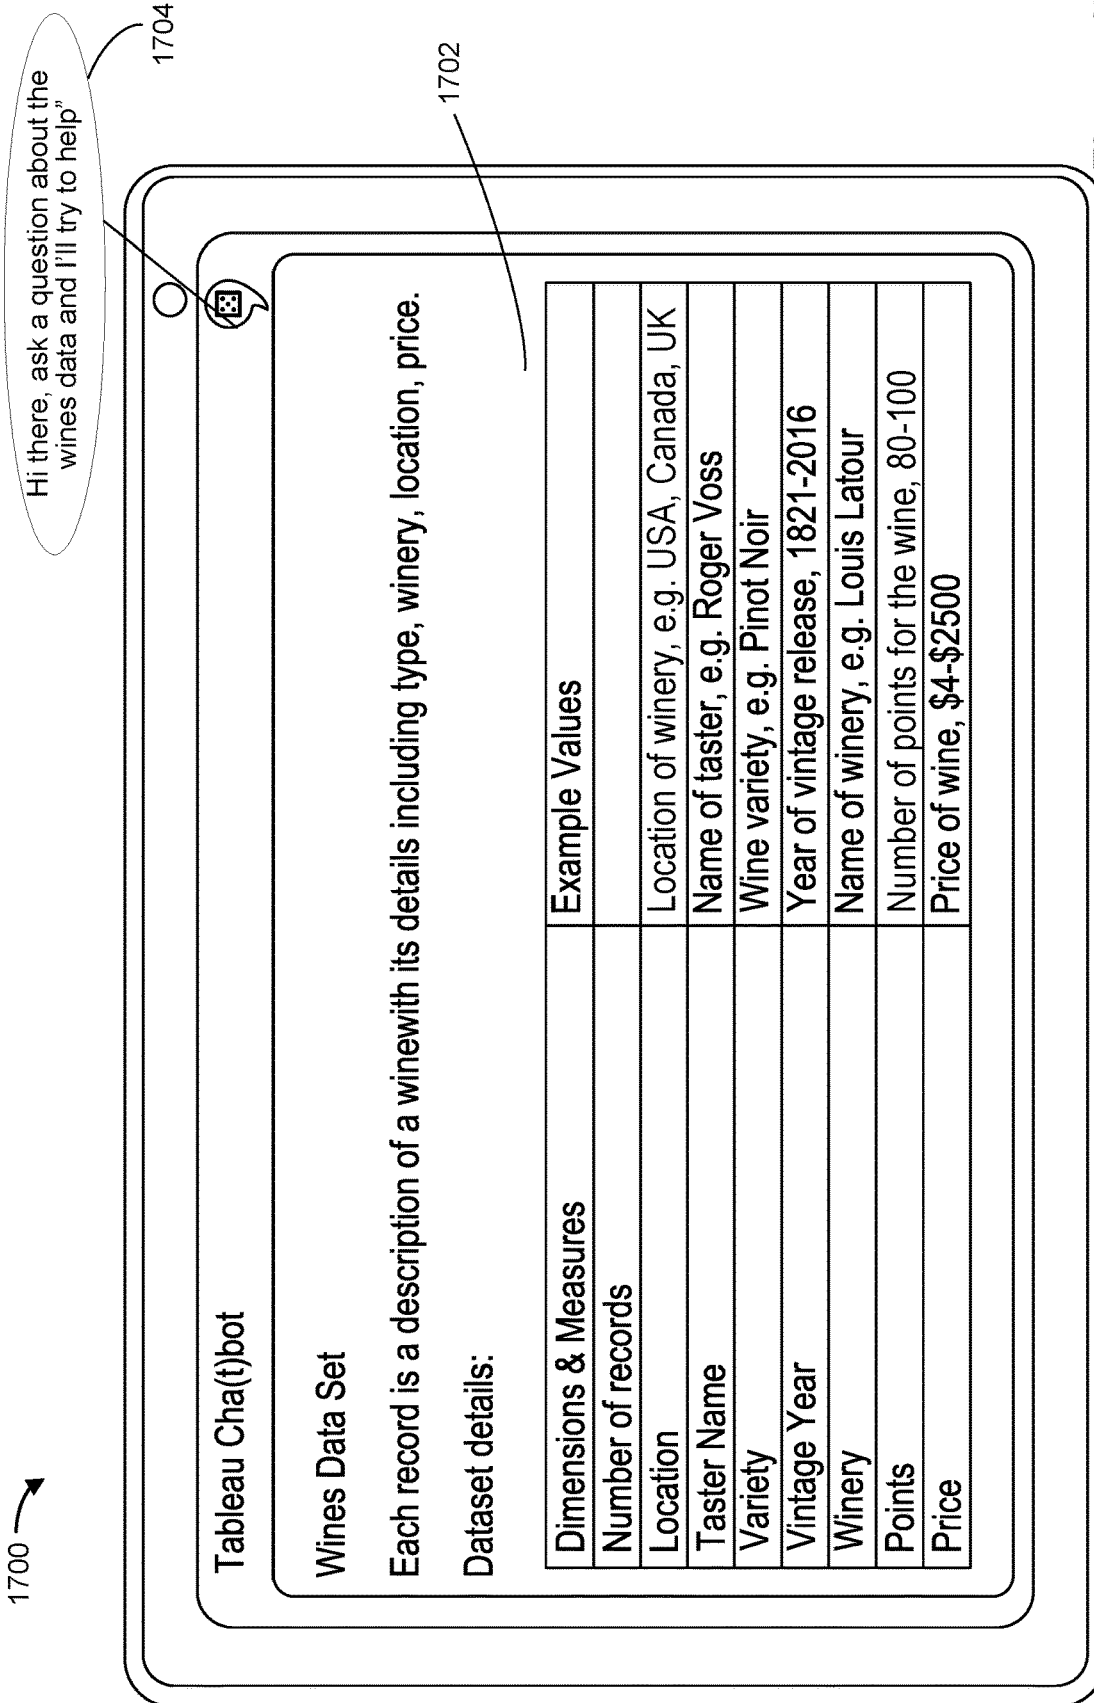 1700
Hi there, ask a question about the
wines data and I'll try to help"
1704
Tableau Cha(t)bot
1702
Wines Data Set
Each record is a description of a winewith its details including type, winery, location, price.
Dataset details:
Dimensions & Measures Example Values
Number of records
Location Location of winery, e.g. USA, Canada, UK
Taster Name Name of taster, e.g. Roger Voss
Variety Wine variety, e.g. Pinot Noir
Vintage Year Year of vintage release, 1821-2016
Winery Name of winery, e.g. Louis Latour
Points Number of points for the wine, 80-100
Price Price of wine, $4-$2500